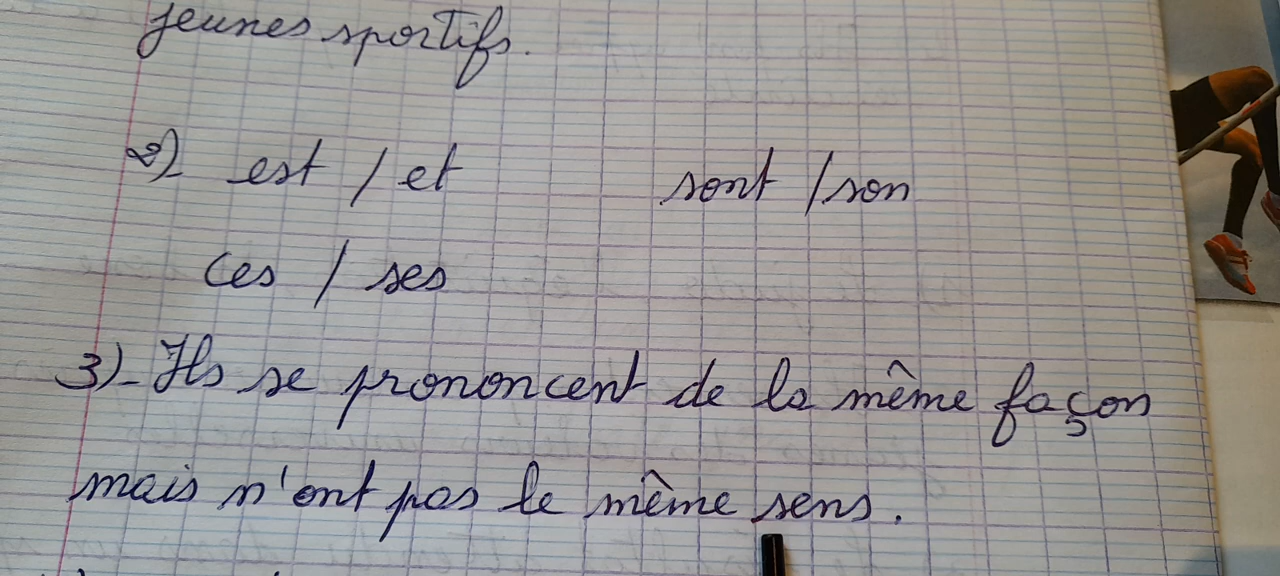 jeunes sportifs.
2) est / et sont / son
ces / ses
3)- Ils se prononcent de la même façon
mais n'ont pas le même sens.